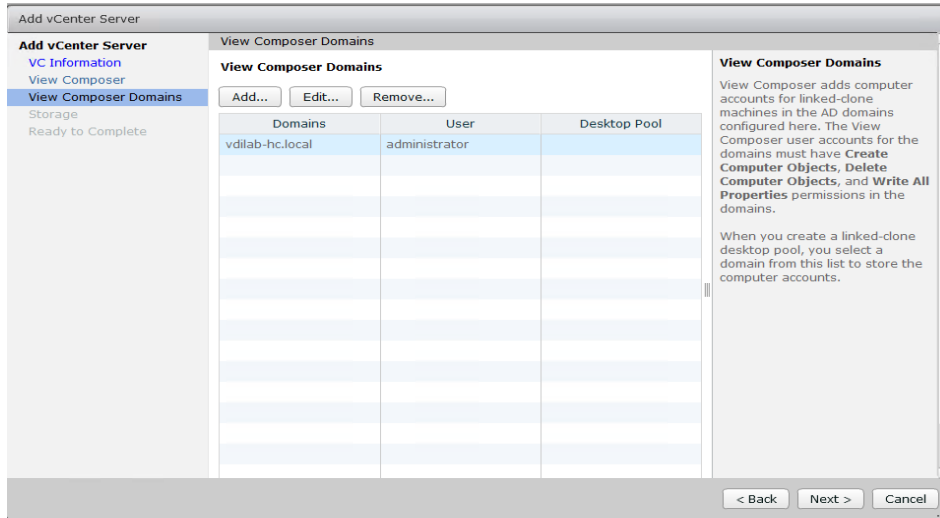 Add vCenter Server
Add vCenter Server
VC Information
View Composer
View Composer Domains
Storage
Ready to Complete
View Composer Domains
View Composer Domains
Add... Edit... Remove...
Domains User Desktop Pool
vdilab-hc.local administrator
View Composer Domains
View Composer adds computer
accounts for linked-clone
machines in the AD domains
configured here. The View
Composer user accounts for the
domains must have Create
Computer Objects, Delete
Computer Objects, and Write All
Properties permissions in the
domains.
When you create a linked-clone
desktop pool, you select a
domain from this list to store the
computer accounts.
< Back Next > Cancel